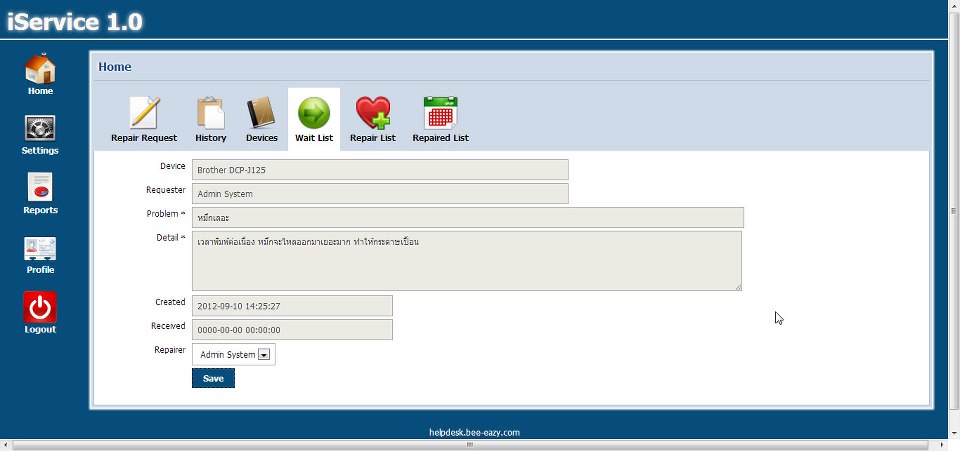 iService 1.0
Home
Home
Repair Request
History
Devices
Wait List
Repair List
Repaired List
Settings
Reports
Profile
Logout
Device
Brother DCP-J125
Requester
Admin System
Problem *
หมึกเลอะ
Detail *
เวลาพิมพ์ต่อเนื่อง หมึกจะไหลออกมาเยอะมาก ทำให้กระดาษเปื้อน
Created
2012-09-10 14:25:27
Received
0000-00-00 00:00:00
Repairer
Admin System
Save
helpdesk.bee-eazy.com